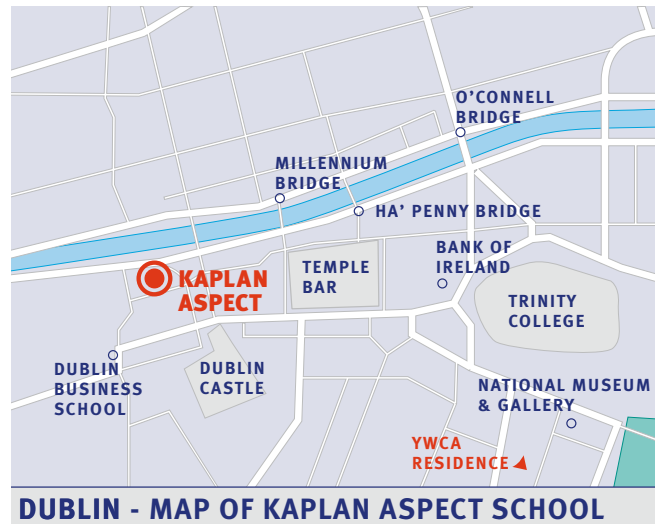 O'CONNELL
BRIDGE
MILLENNIUM
BRIDGE
HA' PENNY BRIDGE
BANK OF
IRELAND
TEMPLE
BAR
KAPLAN
ASPECT
TRINITY
COLLEGE
DUBLIN
BUSINESS
SCHOOL
DUBLIN
CASTLE
NATIONAL MUSEUM
& GALLERY
YWCA
RESIDENCE
DUBLIN - MAP OF KAPLAN ASPECT SCHOOL